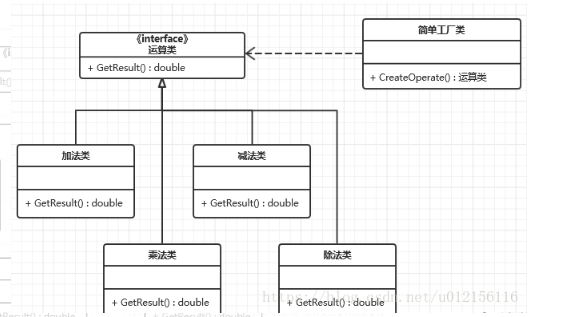 《interface》
运算类
+ GetResult() : double
简单工厂类
+ CreateOperate() : 运算类
加法类
+ GetResult() : double
减法类
+ GetResult() : double
乘法类
+ GetResult() : double
除法类
+ GetResult() : double
https://blog.csdn.net/u012156116